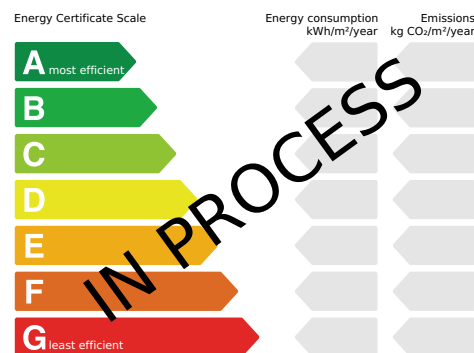 Energy Certificate Scale
Energy consumption
kWh/m²/year
Emissions
kg CO₂/m²/year
A most efficient
B
C
D
E
F
G least efficient
IN PROCESS